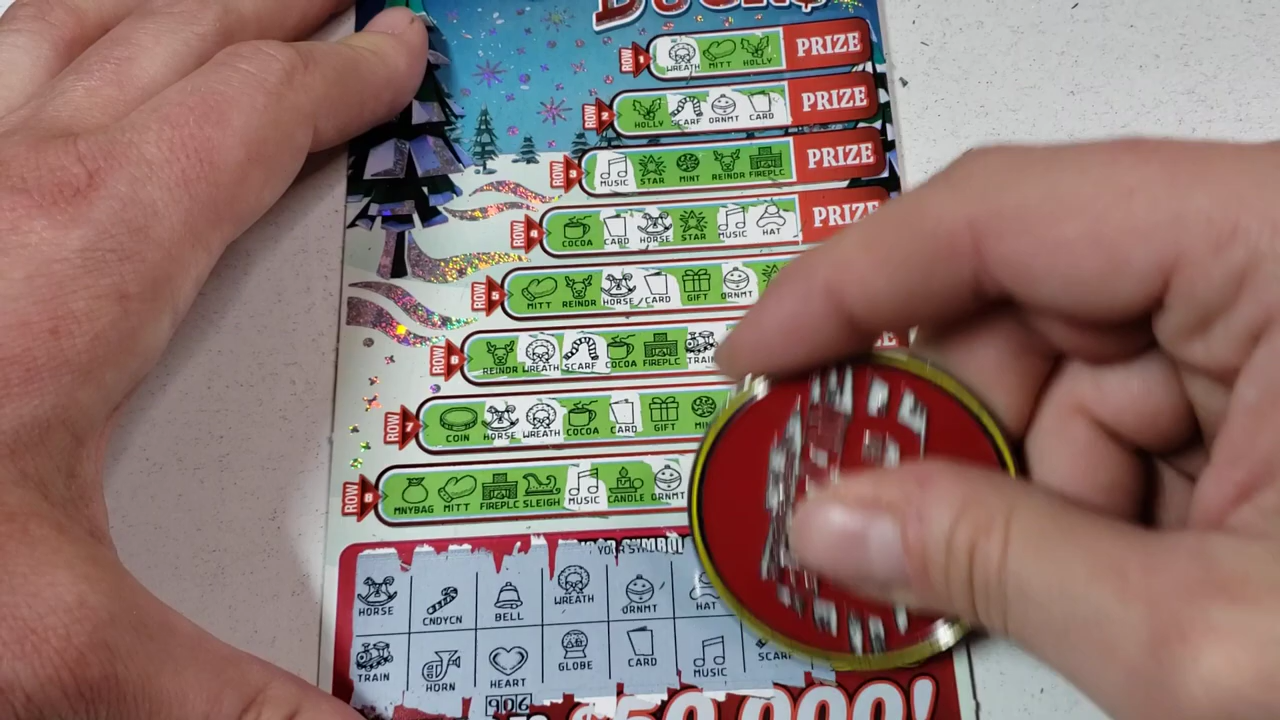 BUCK$
ROW 1 WREATH MITT HOLLY PRIZE
ROW 2 HOLLY SCARF ORNMT CARD PRIZE
ROW 3 MUSIC STAR MINT REINDR FIREPLC PRIZE
ROW 4 COCOA CARD HORSE STAR MUSIC HAT PRIZE
ROW 5 MITT REINDR HORSE CARD GIFT ORNMT
ROW 6 REINDR WREATH SCARF COCOA FIREPLC TRAIN
ROW 7 COIN HORSE WREATH COCOA CARD GIFT
ROW 8 MNYBAG MITT FIREPLC SLEIGH MUSIC CANDLE ORNMT
HORSE CNDYCN BELL WREATH ORNMT HAT
TRAIN HORN HEART GLOBE CARD MUSIC SCARF
906